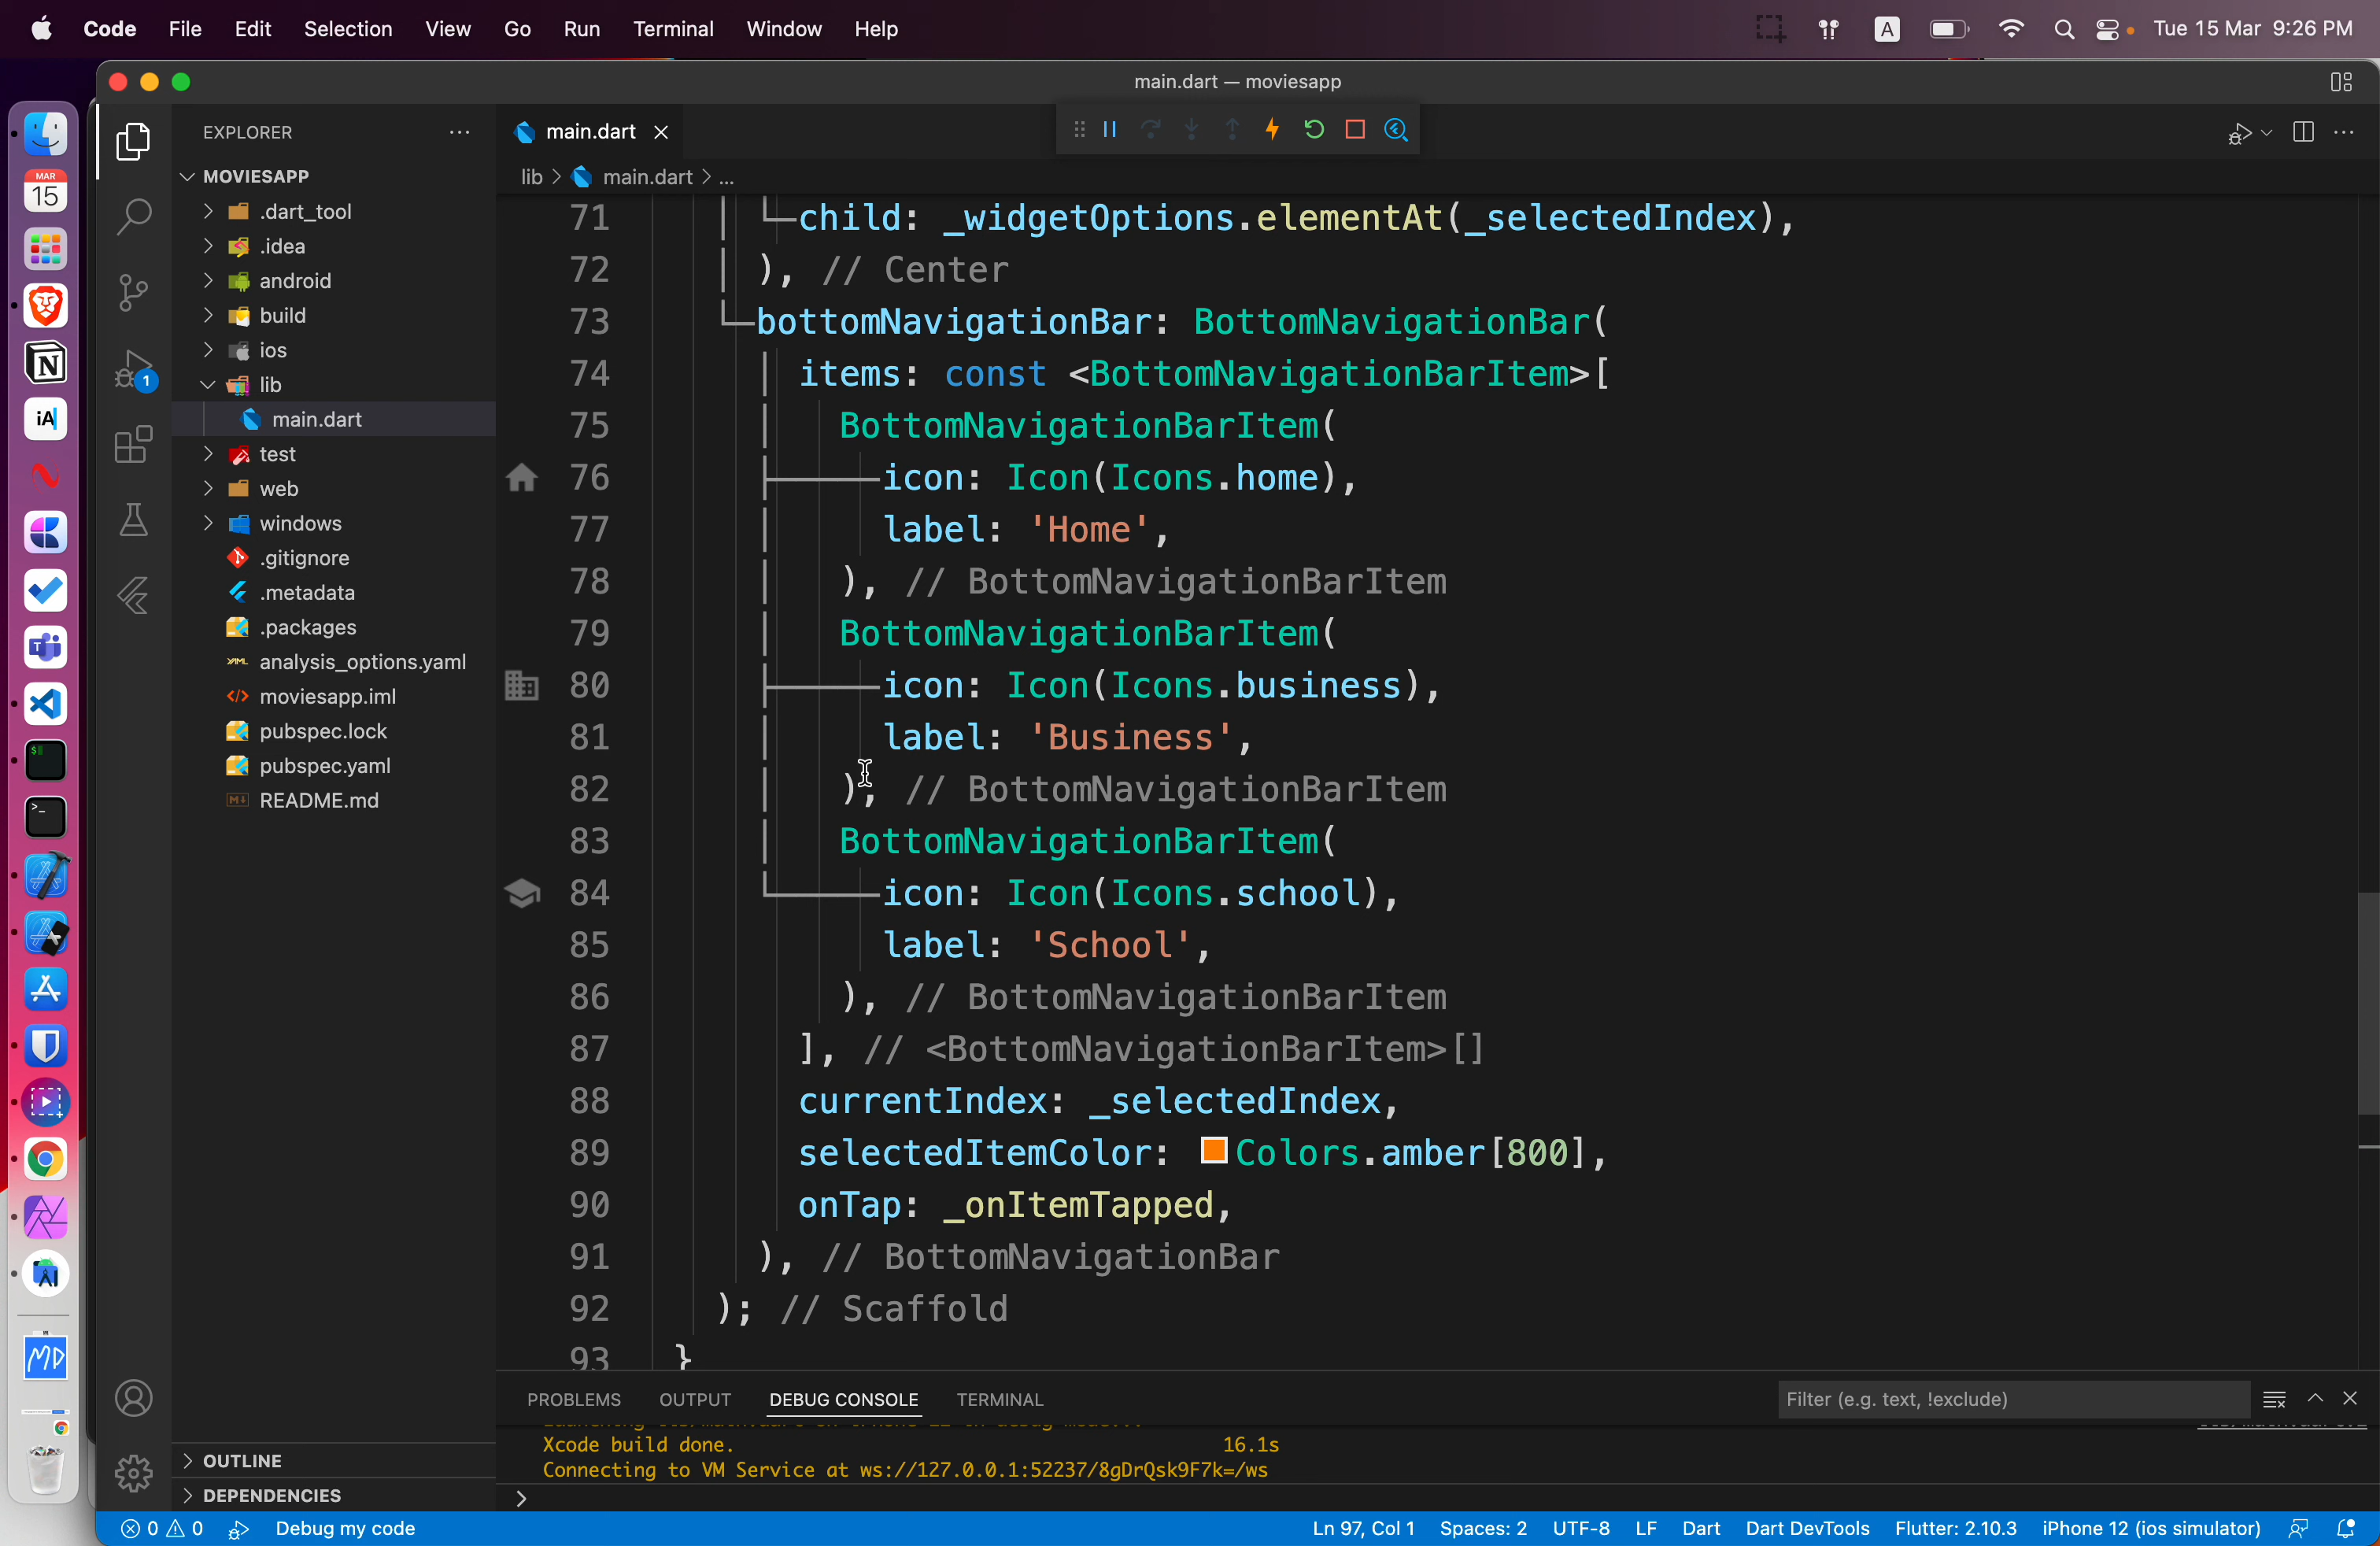 Code File Edit Selection View Go Run Terminal Window Help A Tue 15 Mar 9:26 PM
main.dart — moviesapp
MAR
15
EXPLORER
MOVIESAPP
.dart_tool
.idea
android
build
ios
lib
main.dart
test
web
windows
.gitignore
.metadata
.packages
analysis_options.yaml
moviesapp.iml
pubspec.lock
pubspec.yaml
README.md
OUTLINE
DEPENDENCIES
1
iA
main.dart
lib > main.dart > ...
71 child: _widgetOptions.elementAt(_selectedIndex),
72 ), // Center
73 bottomNavigationBar: BottomNavigationBar(
74 items: const <BottomNavigationBarItem>[
75 BottomNavigationBarItem(
76 icon: Icon(Icons.home),
77 label: 'Home',
78 ), // BottomNavigationBarItem
79 BottomNavigationBarItem(
80 icon: Icon(Icons.business),
81 label: 'Business',
82 ), // BottomNavigationBarItem
83 BottomNavigationBarItem(
84 icon: Icon(Icons.school),
85 label: 'School',
86 ), // BottomNavigationBarItem
87 ], // <BottomNavigationBarItem>[]
88 currentIndex: _selectedIndex,
89 selectedItemColor: Colors.amber[800],
90 onTap: _onItemTapped,
91 ), // BottomNavigationBar
92 ); // Scaffold
93 }
PROBLEMS OUTPUT DEBUG CONSOLE TERMINAL Filter (e.g. text, !exclude)
Xcode build done. 16.1s
Connecting to VM Service at ws://127.0.0.1:52237/8gDrQsk9F7k=/ws
>
0 0 Debug my code Ln 97, Col 1 Spaces: 2 UTF-8 LF Dart Dart DevTools Flutter: 2.10.3 iPhone 12 (ios simulator)